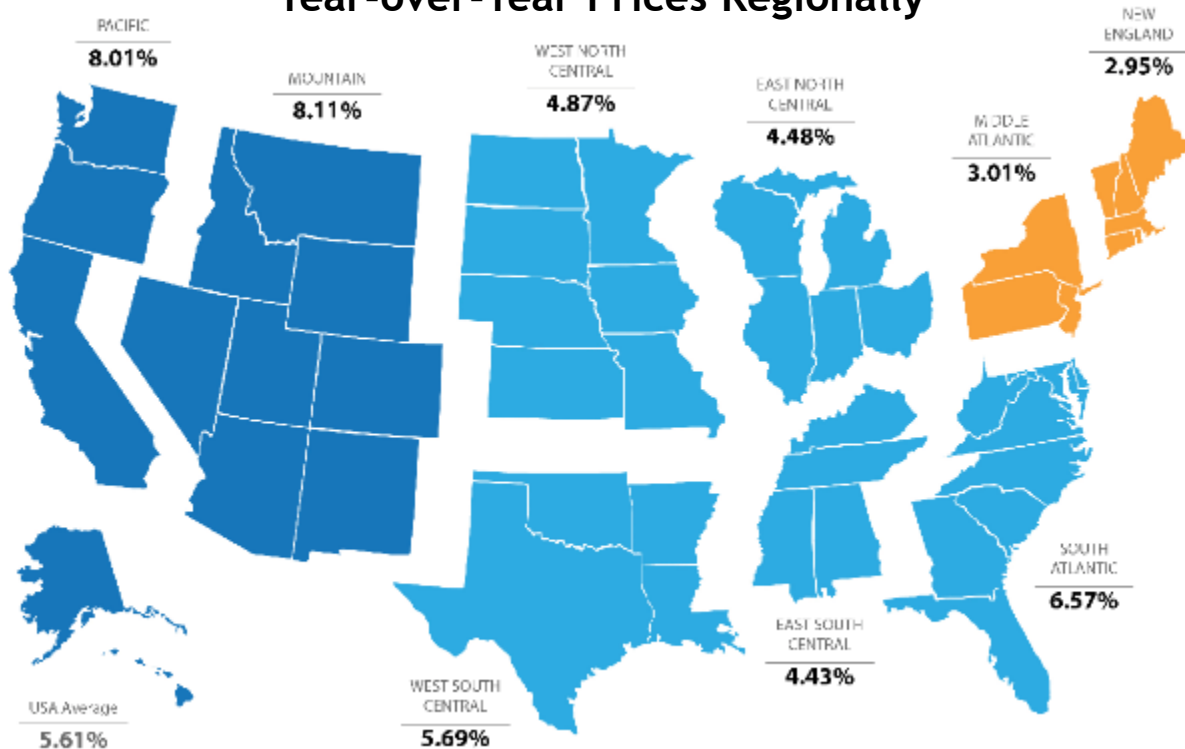 Year-over-Year Prices Regionally
PACIFIC
8.01%
MOUNTAIN
8.11%
WEST NORTH
CENTRAL
4.87%
EAST NORTH
CENTRAL
4.48%
NEW
ENGLAND
2.95%
MIDDLE
ATLANTIC
3.01%
SOUTH
ATLANTIC
6.57%
EAST SOUTH
CENTRAL
4.43%
WEST SOUTH
CENTRAL
5.69%
USA Average
5.61%